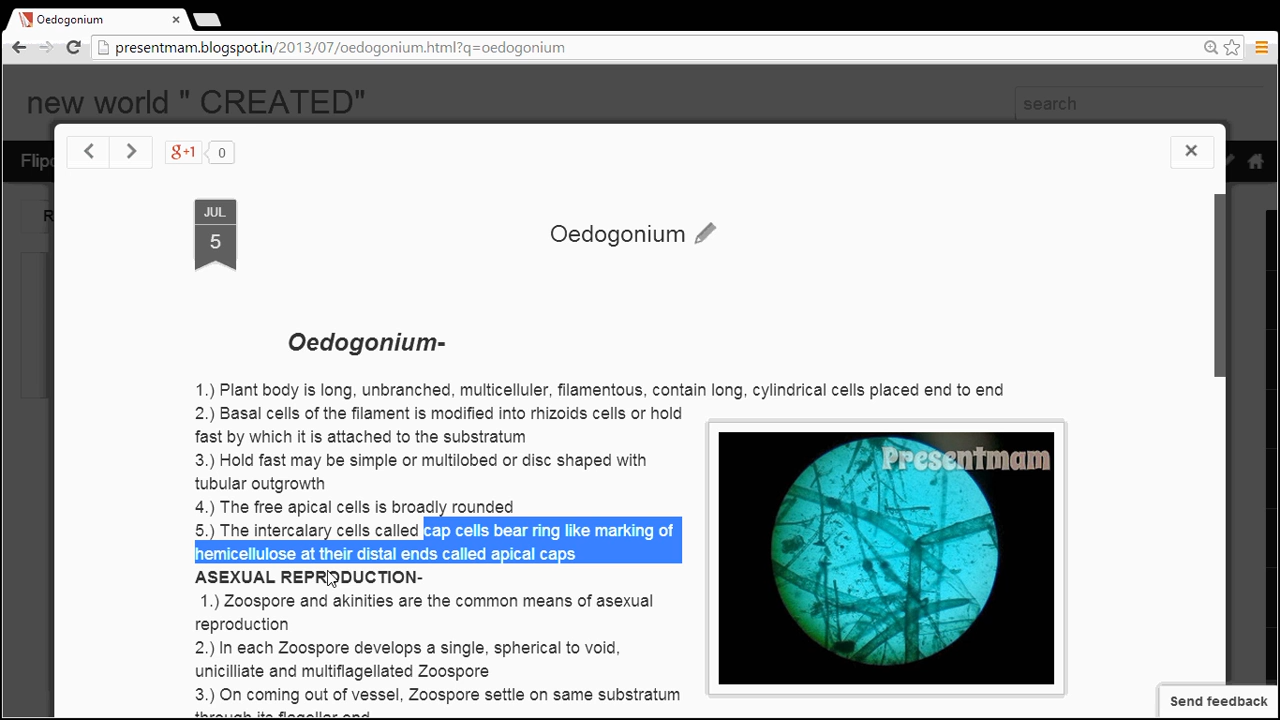 Oedogonium
presentmam.blogspot.in/2013/07/oedogonium.html?q=oedogonium
new world " CREATED"
search
Flipc
g+1 0
JUL
5
Oedogonium
Oedogonium-
1.) Plant body is long, unbranched, multicelluler, filamentous, contain long, cylindrical cells placed end to end
2.) Basal cells of the filament is modified into rhizoids cells or hold
fast by which it is attached to the substratum
3.) Hold fast may be simple or multilobed or disc shaped with
tubular outgrowth
4.) The free apical cells is broadly rounded
5.) The intercalary cells called cap cells bear ring like marking of
hemicellulose at their distal ends called apical caps
Presentmam
ASEXUAL REPRODUCTION-
1.) Zoospore and akinities are the common means of asexual
reproduction
2.) In each Zoospore develops a single, spherical to void,
unicilliate and multiflagellated Zoospore
3.) On coming out of vessel, Zoospore settle on same substratum
through its flagellar end
Send feedback